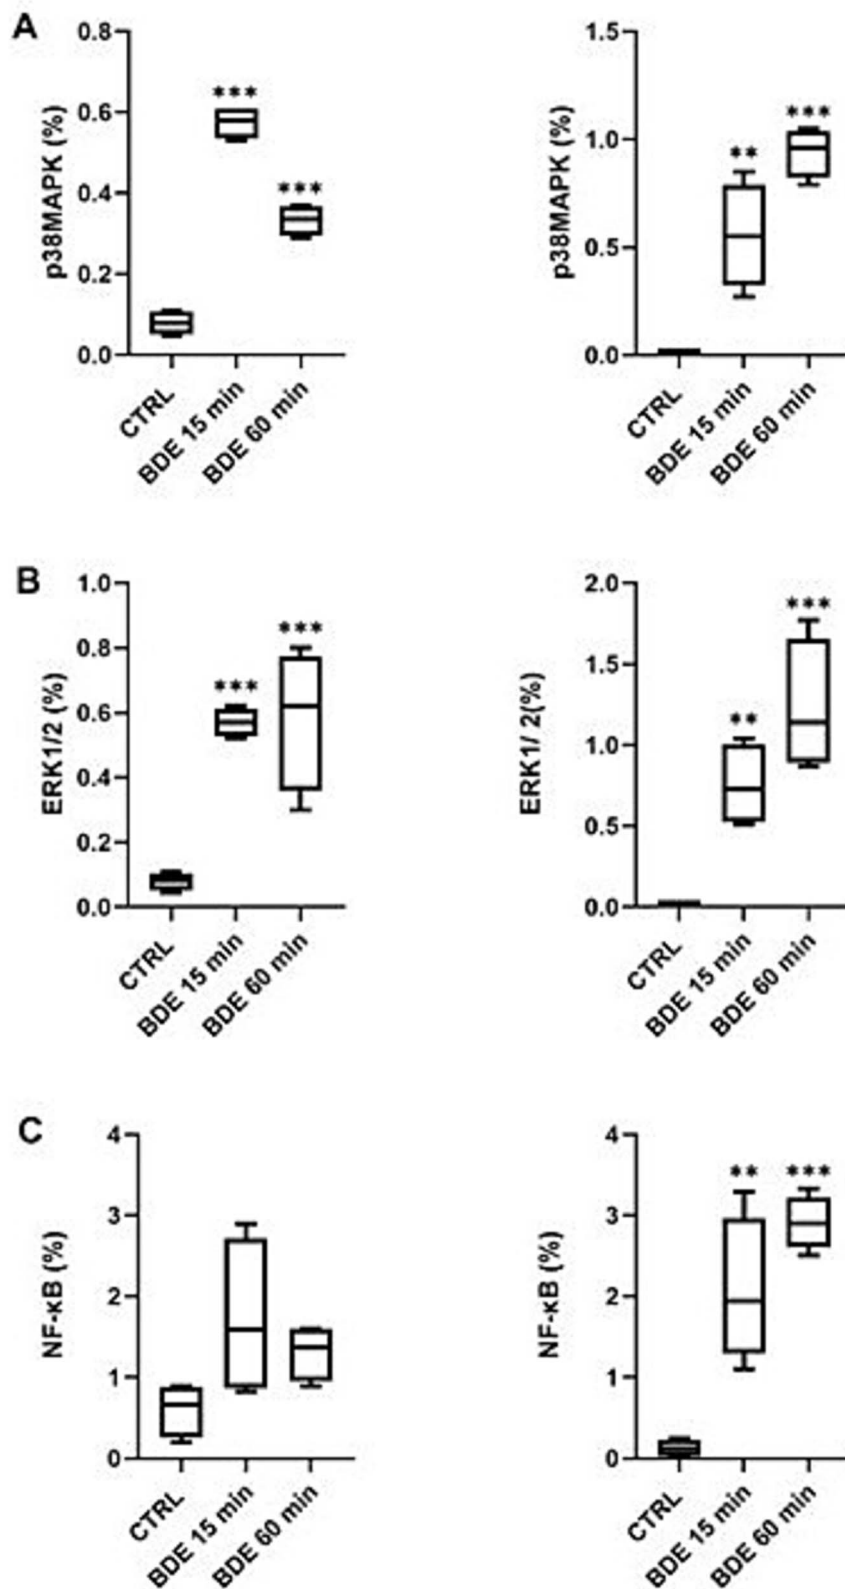 A
p38MAPK (%)
0.8
0.6
0.4
0.2
0.0
***
***
CTRL
BDE 15 min
BDE 60 min
p38MAPK (%)
1.5
1.0
0.5
0.0
**
***
CTRL
BDE 15 min
BDE 60 min
B
ERK1/2 (%)
1.0
0.8
0.6
0.4
0.2
0.0
***
***
CTRL
BDE 15 min
BDE 60 min
ERK1/ 2(%)
2.0
1.5
1.0
0.5
0.0
**
***
CTRL
BDE 15 min
BDE 60 min
C
NF-κB (%)
4
3
2
1
0
CTRL
BDE 15 min
BDE 60 min
NF-κB (%)
4
3
2
1
0
**
***
CTRL
BDE 15 min
BDE 60 min